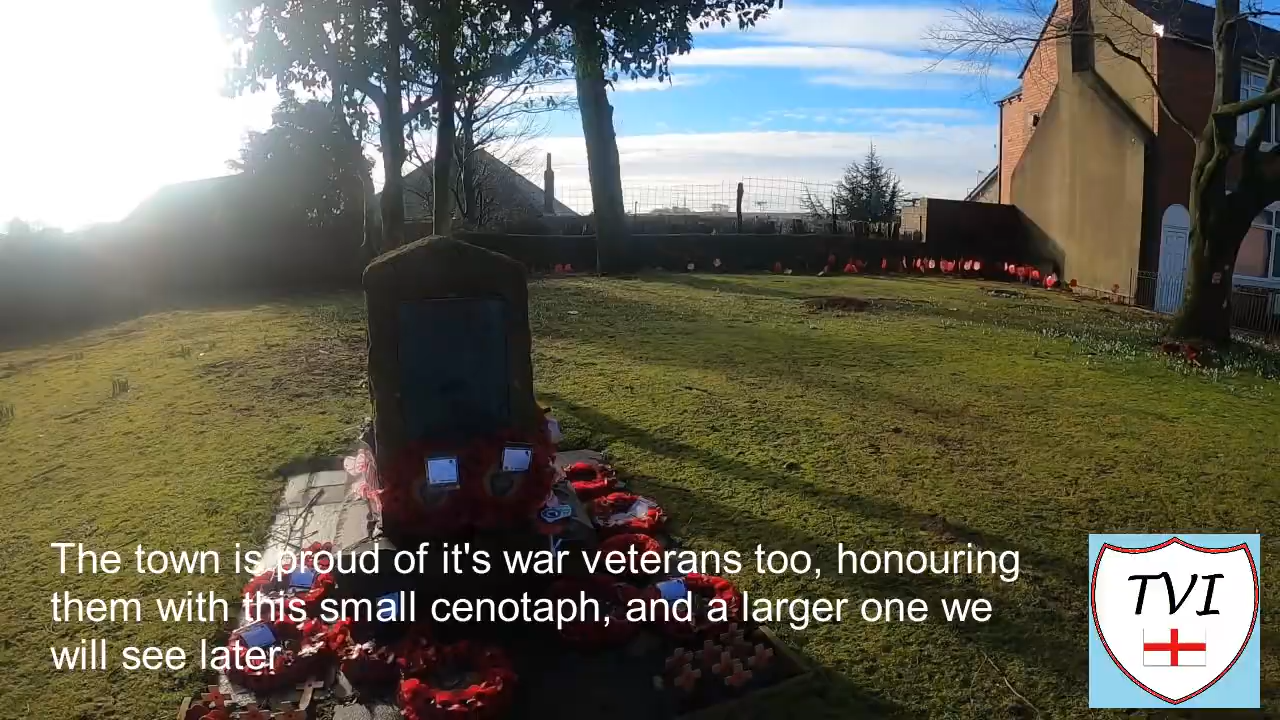 The town is proud of it's war veterans too, honouring
them with this small cenotaph, and a larger one we
will see later
TVI